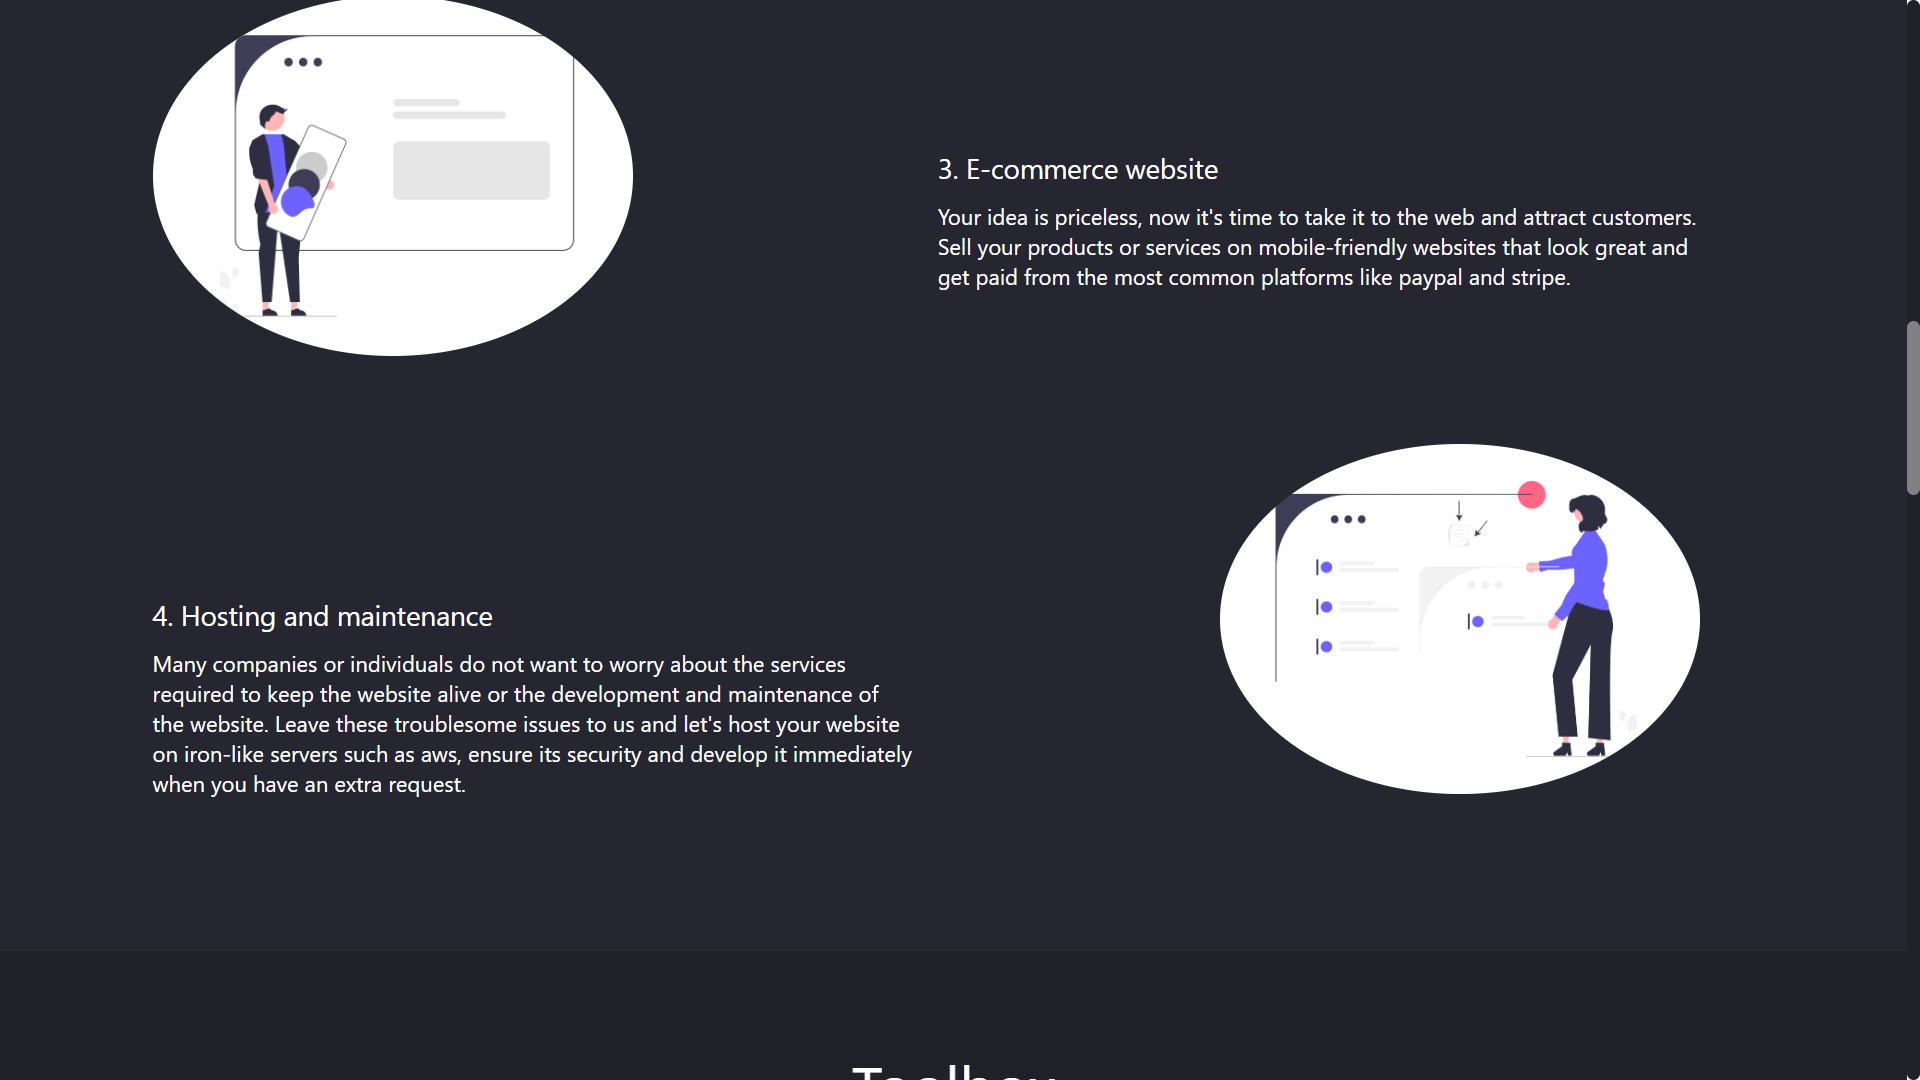 3. E-commerce website
Your idea is priceless, now it's time to take it to the web and attract customers.
Sell your products or services on mobile-friendly websites that look great and
get paid from the most common platforms like paypal and stripe.
4. Hosting and maintenance
Many companies or individuals do not want to worry about the services
required to keep the website alive or the development and maintenance of
the website. Leave these troublesome issues to us and let's host your website
on iron-like servers such as aws, ensure its security and develop it immediately
when you have an extra request.
Toolbox